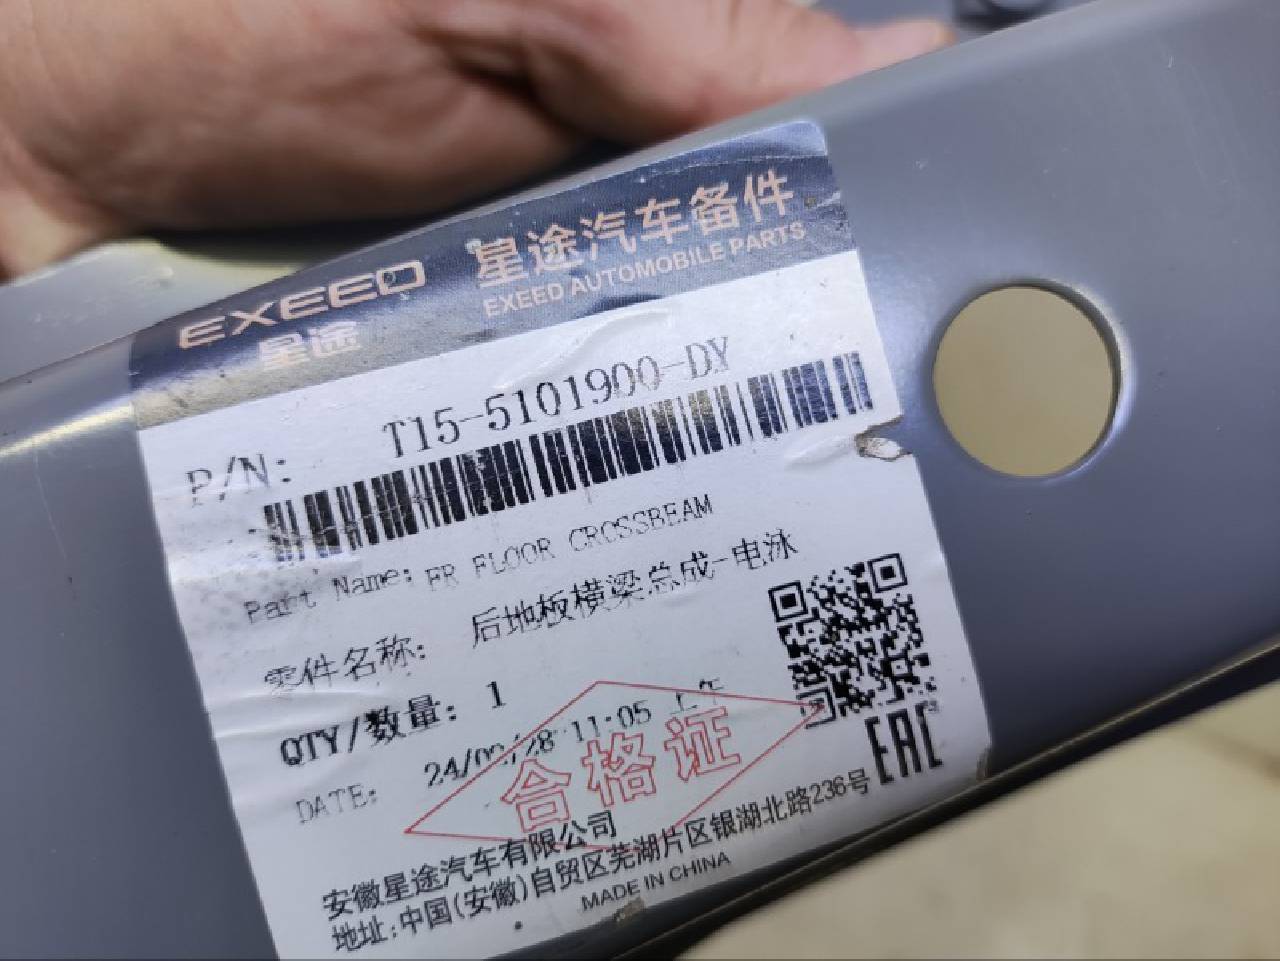 EXEED
星途
星途汽车备件
EXEED AUTOMOBILE PARTS
P/N: T15-5101900-DY
Part Name: FR FLOOR CROSSBEAM
零件名称: 后地板横梁总成-电泳
QTY/数量: 1
DATE: 11:05 上午
合格证
EAC
安徽星途汽车有限公司
地址:中国(安徽)自贸区芜湖片区银湖北路236号
MADE IN CHINA